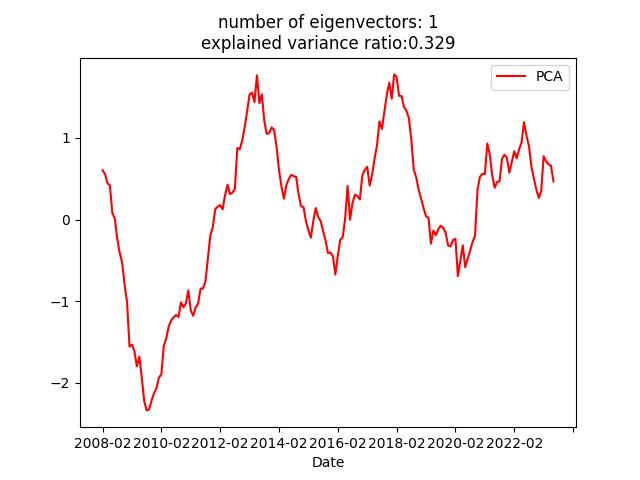 number of eigenvectors: 1
explained variance ratio:0.329
PCA
1
0
−1
−2
2008-02 2010-02 2012-02 2014-02 2016-02 2018-02 2020-02 2022-02
Date